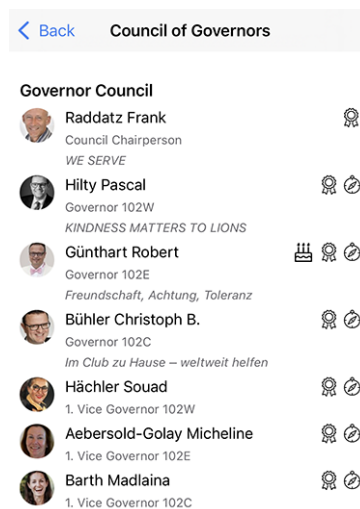 Back
Council of Governors
Governor Council
Raddatz Frank
Council Chairperson
WE SERVE
Hilty Pascal
Governor 102W
KINDNESS MATTERS TO LIONS
Günthart Robert
Governor 102E
Freundschaft, Achtung, Toleranz
Bühler Christoph B.
Governor 102C
Im Club zu Hause – weltweit helfen
Hächler Souad
1. Vice Governor 102W
Aebersold-Golay Micheline
1. Vice Governor 102E
Barth Madlaina
1. Vice Governor 102C